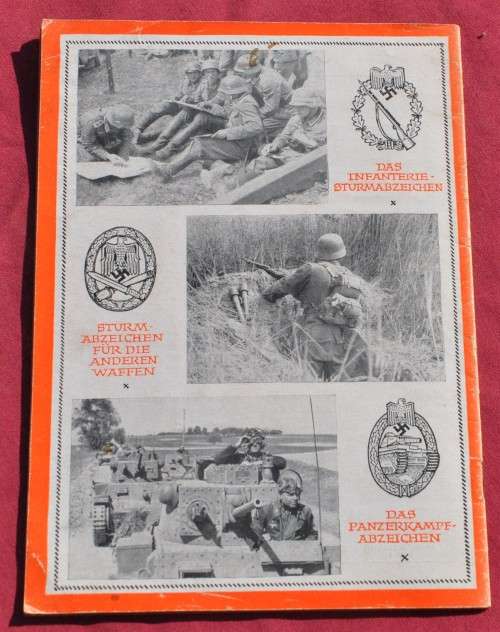 DAS
INFANTERIE-
STURMABZEICHEN
x
STURM-
ABZEICHEN
FÜR DIE
ANDEREN
WAFFEN
x
DAS
PANZERKAMPF-
ABZEICHEN
x